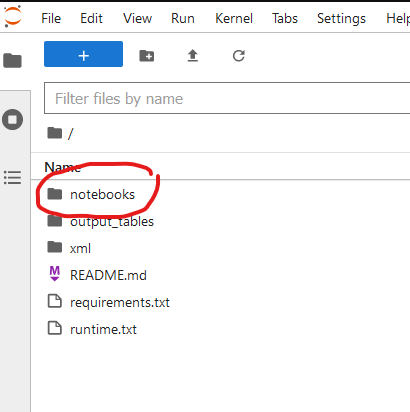 File Edit View Run Kernel Tabs Settings Help
+
Filter files by name
/
Name
notebooks
output_tables
xml
M README.md
requirements.txt
runtime.txt